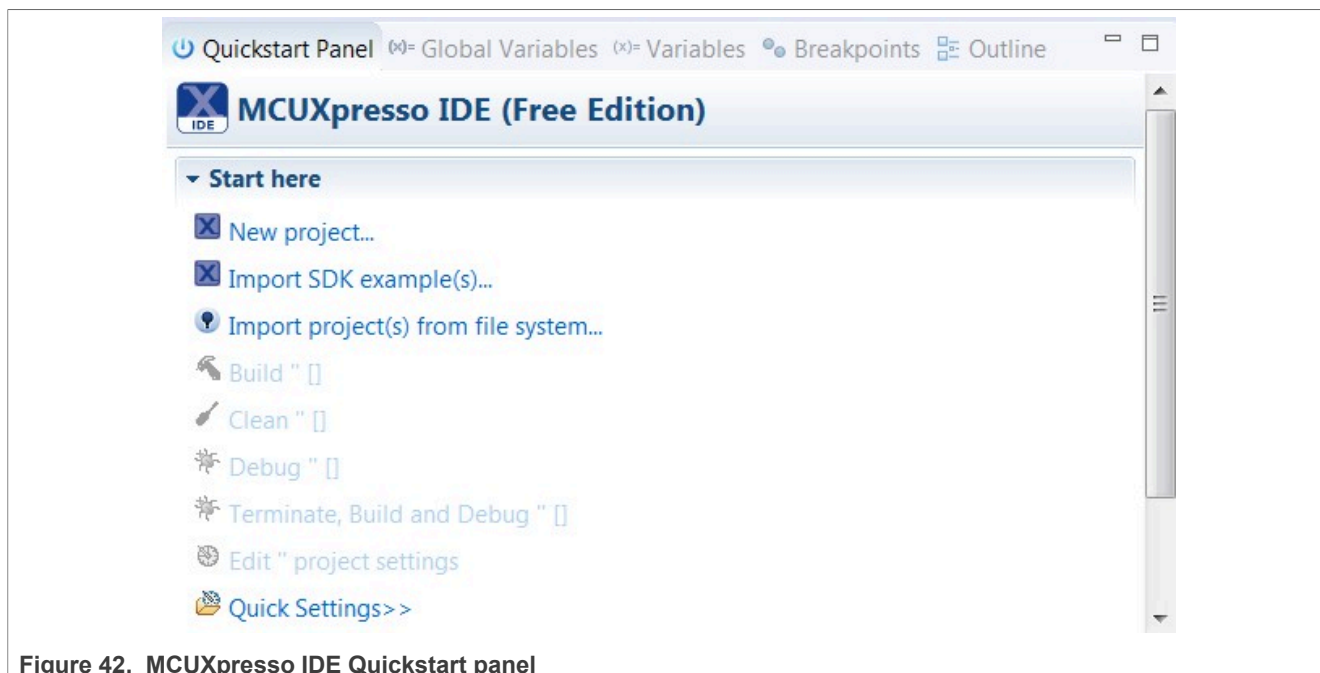 Quickstart Panel (x)= Global Variables (x)= Variables Breakpoints Outline
X IDE MCUXpresso IDE (Free Edition)
Start here
X New project...
X Import SDK example(s)...
Import project(s) from file system...
Build '' []
Clean '' []
Debug '' []
Terminate, Build and Debug '' []
Edit '' project settings
Quick Settings>>
Figure 42. MCUXpresso IDE Quickstart panel